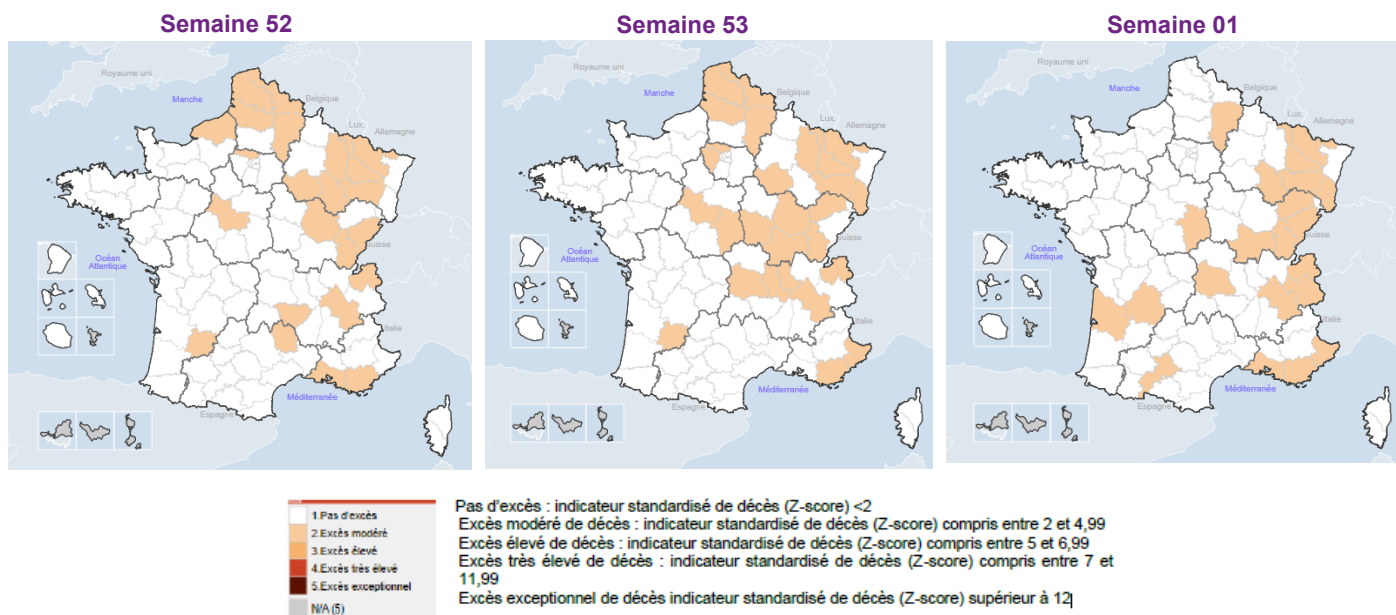 Semaine 52
Semaine 53
Semaine 01
Royaume uni
Manche
Belgique
Lux.
Allemagne
Suisse
Océan
Atlantique
Italie
Méditerranée
Espagne
Royaume uni
Manche
Belgique
Lux.
Allemagne
Suisse
Océan
Atlantique
Italie
Méditerranée
Espagne
Royaume uni
Manche
Belgique
Lux.
Allemagne
Suisse
Océan
Atlantique
Italie
Méditerranée
Espagne
1.Pas d'excès
2.Excès modéré
3.Excès élevé
4.Excès très élevé
5.Excès exceptionnel
N/A (5)
Pas d'excès : indicateur standardisé de décès (Z-score) <2
Excès modéré de décès : indicateur standardisé de décès (Z-score) compris entre 2 et 4,99
Excès élevé de décès : indicateur standardisé de décès (Z-score) compris entre 5 et 6,99
Excès très élevé de décès : indicateur standardisé de décès (Z-score) compris entre 7 et
11,99
Excès exceptionnel de décès indicateur standardisé de décès (Z-score) supérieur à 12